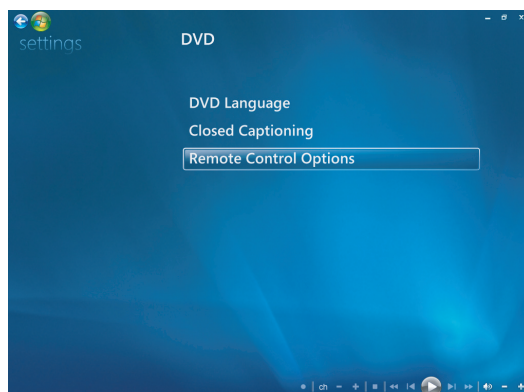 settings
DVD
DVD Language
Closed Captioning
Remote Control Options
ch